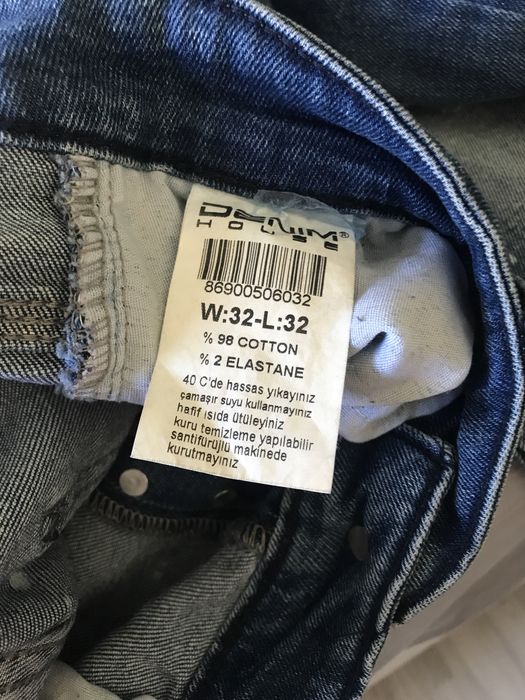 DENIM®
HOUSE
86900506032
W:32-L:32
% 98 COTTON
% 2 ELASTANE
40 C'de hassas yıkayınız
çamaşır suyu kullanmayınız
hafif ısıda ütüleyiniz
kuru temizleme yapılabilir
santifürüjlü makinede
kurutmayınız